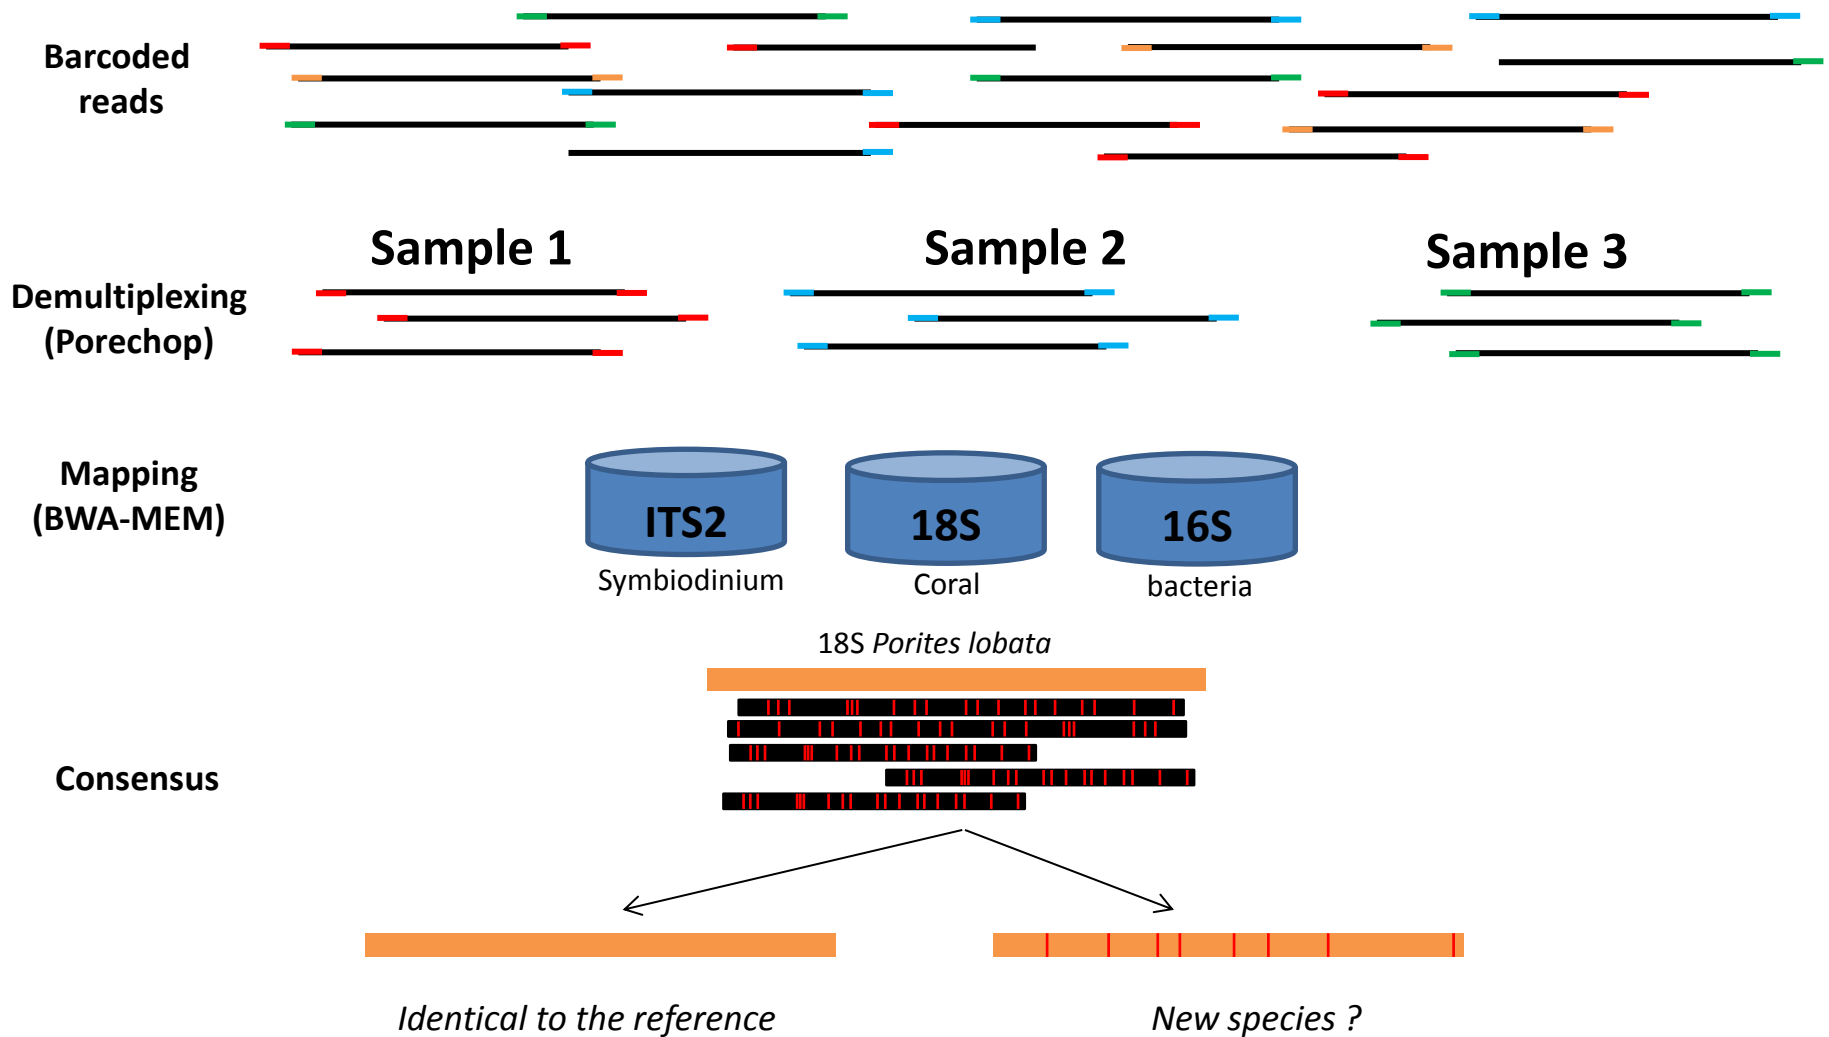 Barcoded
reads
Sample 1
Sample 2
Sample 3
Demultiplexing
(Porechop)
Mapping
(BWA-MEM)
ITS2
18S
16S
Symbiodinium
Coral
bacteria
18S Porites lobata
Consensus
Identical to the reference
New species ?